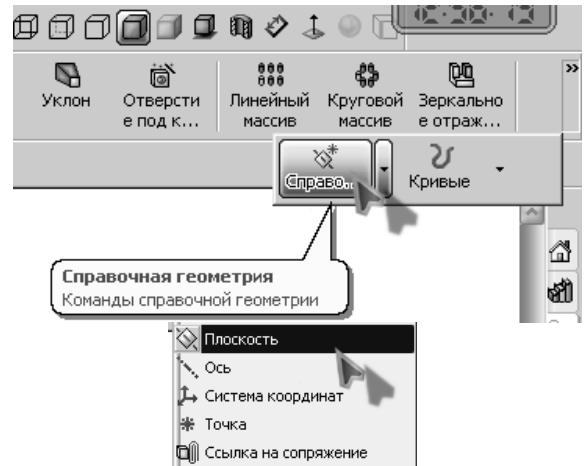 Уклон Отверсти Линейный Круговой Зеркально
е под к... массив массив е отраж...
Справо... Кривые
Справочная геометрия
Команды справочной геометрии
Плоскость
Ось
Система координат
Точка
Ссылка на сопряжение